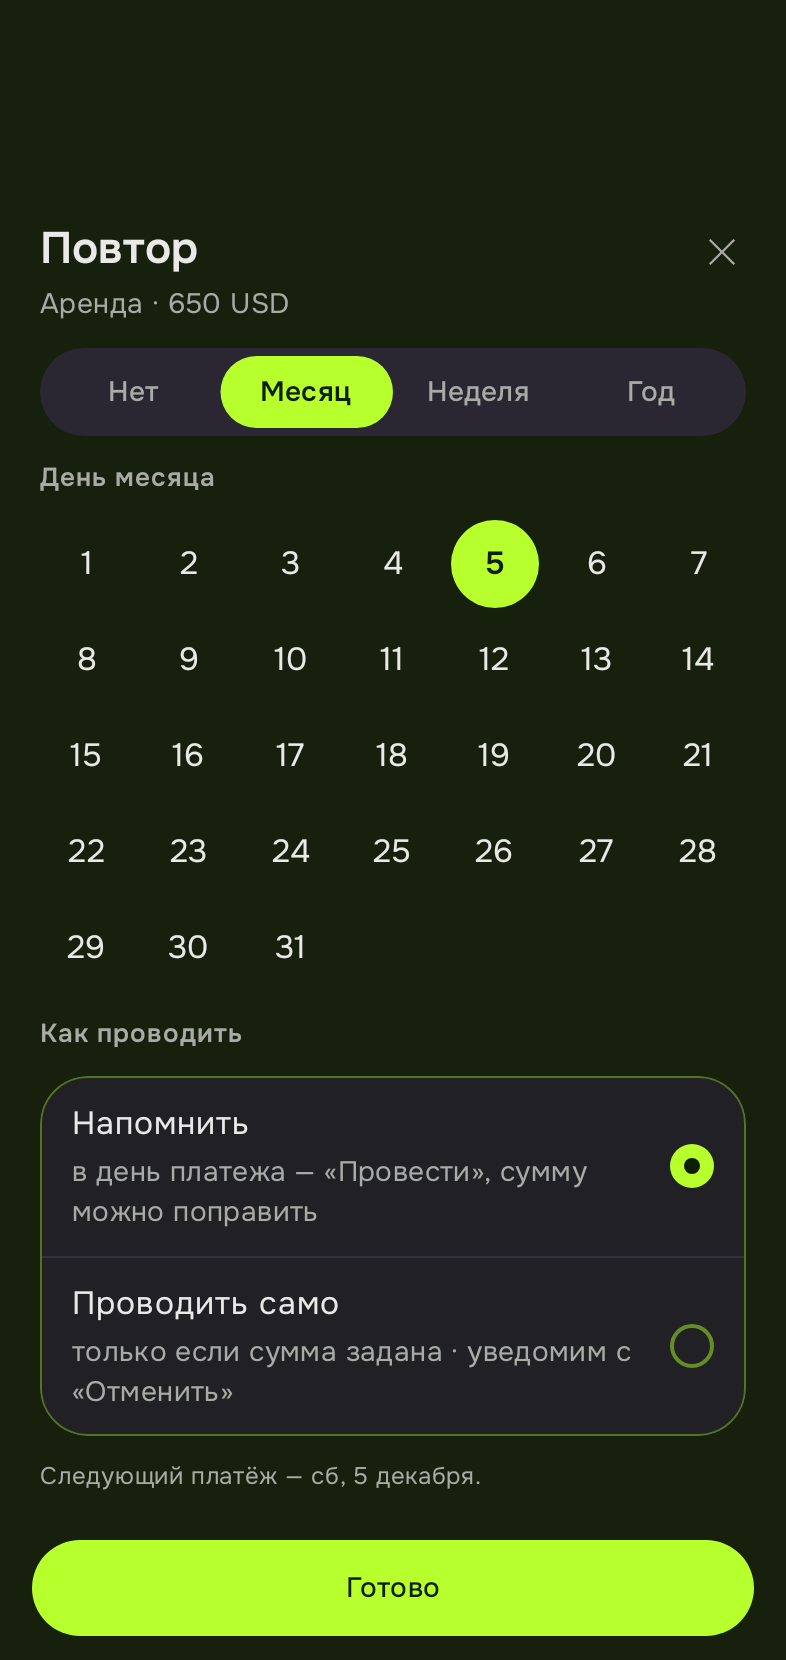 Повтор
Аренда · 650 USD
Нет Месяц Неделя Год
День месяца
1 2 3 4 5 6 7
8 9 10 11 12 13 14
15 16 17 18 19 20 21
22 23 24 25 26 27 28
29 30 31
Как проводить
Напомнить
в день платежа — «Провести», сумму
можно поправить
Проводить само
только если сумма задана · уведомим с
«Отменить»
Следующий платёж — сб, 5 декабря.
Готово